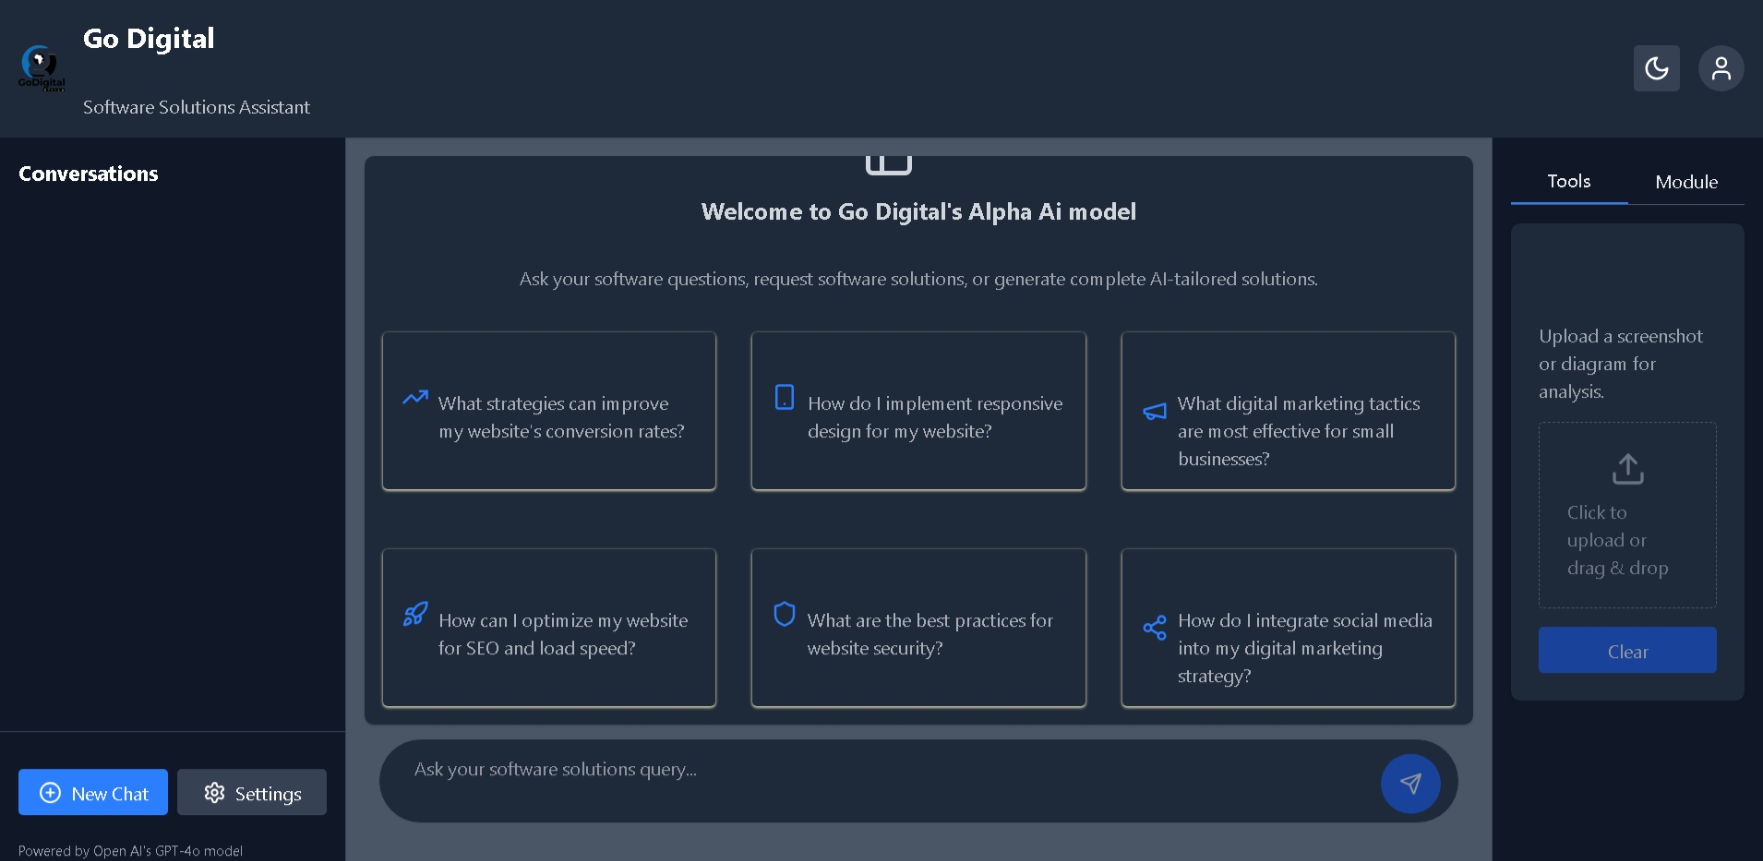 Go Digital
GoDigital
Software Solutions Assistant
Conversations
Welcome to Go Digital's Alpha Ai model
Ask your software questions, request software solutions, or generate complete AI-tailored solutions.
What strategies can improve
my website's conversion rates?
How do I implement responsive
design for my website?
What digital marketing tactics
are most effective for small
businesses?
How can I optimize my website
for SEO and load speed?
What are the best practices for
website security?
How do I integrate social media
into my digital marketing
strategy?
Ask your software solutions query...
Tools
Module
Upload a screenshot
or diagram for
analysis.
Click to
upload or
drag & drop
Clear
New Chat
Settings
Powered by Open AI's GPT-4o model